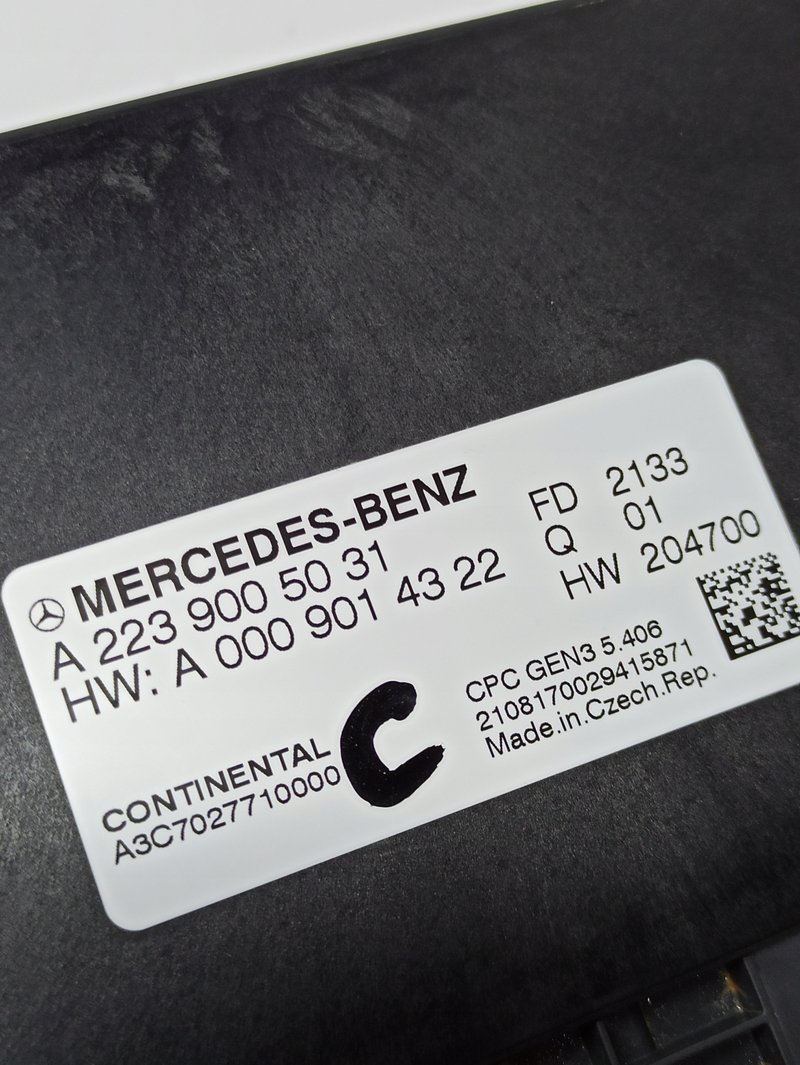 MERCEDES-BENZ
A 223 900 50 31
HW: A 000 901 43 22
FD 2133
Q 01
HW 204700
CPC GEN3 5.406
2108170029415871
Made.in.Czech.Rep.
CONTINENTAL
A3C7027710000
C